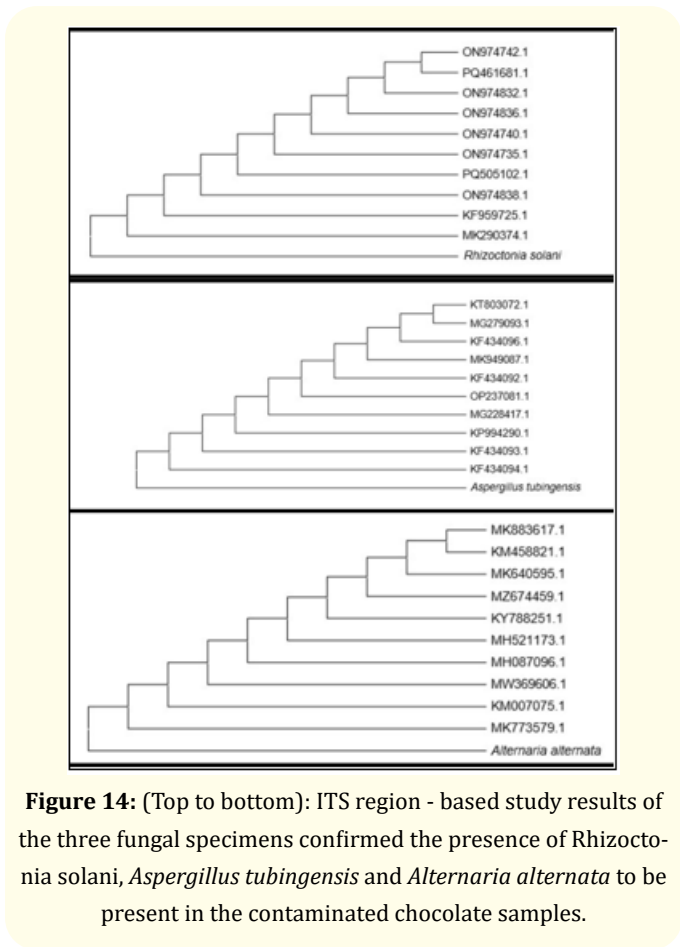 ON974742.1
PQ461681.1
ON974832.1
ON974836.1
ON974740.1
ON974735.1
PQ505102.1
ON974838.1
KF959725.1
MK290374.1
Rhizoctonia solani
KT803072.1
MG279093.1
KF434096.1
MK949087.1
KF434092.1
OP237081.1
MG228417.1
KP994290.1
KF434093.1
KF434094.1
Aspergillus tubingensis
MK883617.1
KM458821.1
MK640595.1
MZ674459.1
KY788251.1
MH521173.1
MH087096.1
MW369606.1
KM007075.1
MK773579.1
Alternaria alternata
Figure 14: (Top to bottom): ITS region - based study results of
the three fungal specimens confirmed the presence of Rhizocto-
nia solani, Aspergillus tubingensis and Alternaria alternata to be
present in the contaminated chocolate samples.